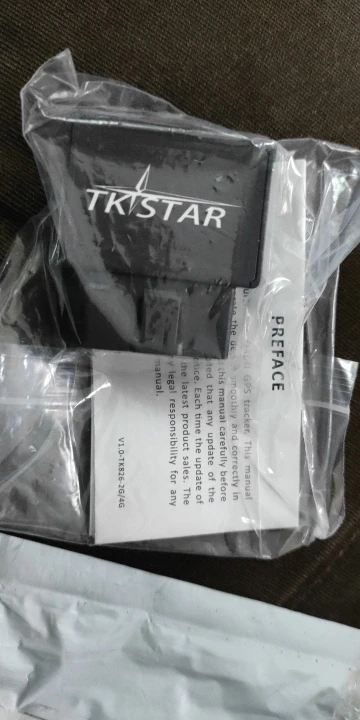 TKSTAR
PREFACE
GPS tracker. This manual
smoothly and correctly in
this manual carefully before
that any update of the
Each time the update of
the latest product sales. The
legal responsibility for any
manual.
V1.0-TK826-2G/4G